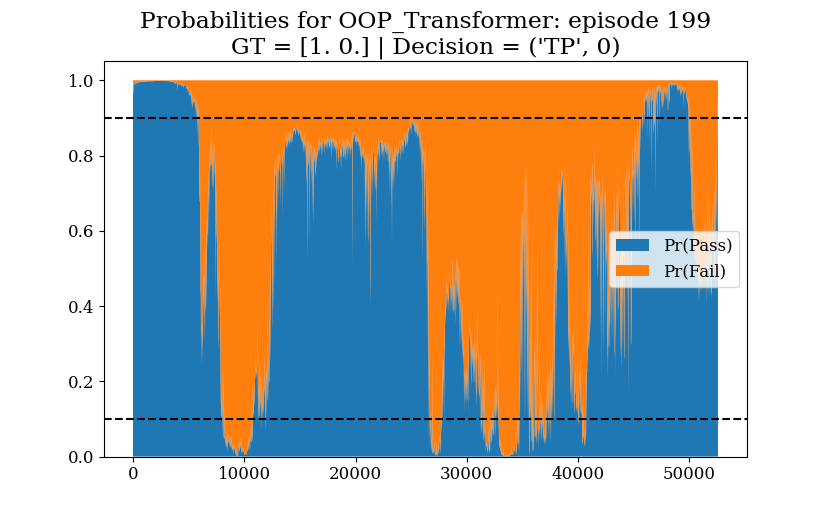 Probabilities for OOP_Transformer: episode 199
GT = [1. 0.] | Decision = ('TP', 0)
1.0
0.8
0.6
0.4
0.2
0.0
Pr(Pass)
Pr(Fail)
0 10000 20000 30000 40000 50000